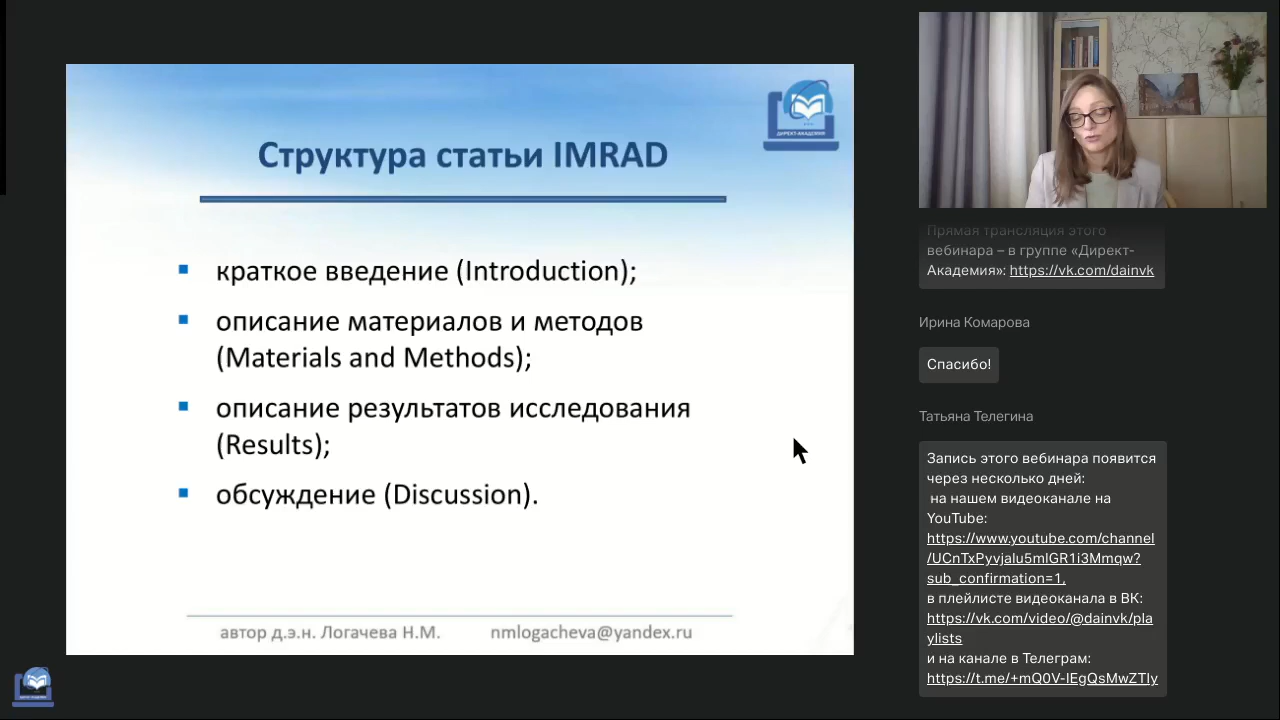 ДИРЕКТ-АКАДЕМИЯ
Структура статьи IMRAD
краткое введение (Introduction);
описание материалов и методов
(Materials and Methods);
описание результатов исследования
(Results);
обсуждение (Discussion).
автор д.э.н. Логачева Н.М.
nmlogacheva@yandex.ru
Прямая трансляция этого
вебинара – в группе «Директ-
Академия»: https://vk.com/dainvk
Ирина Комарова
Спасибо!
Татьяна Телегина
Запись этого вебинара появится
через несколько дней:
на нашем видеоканале на
YouTube:
https://www.youtube.com/channel
/UCnTxPyvjalu5mlGR1i3Mmqw?
sub_confirmation=1,
в плейлисте видеоканала в ВК:
https://vk.com/video/@dainvk/pla
ylists
и на канале в Телеграм:
https://t.me/+mQ0V-IEgQsMwZTIy